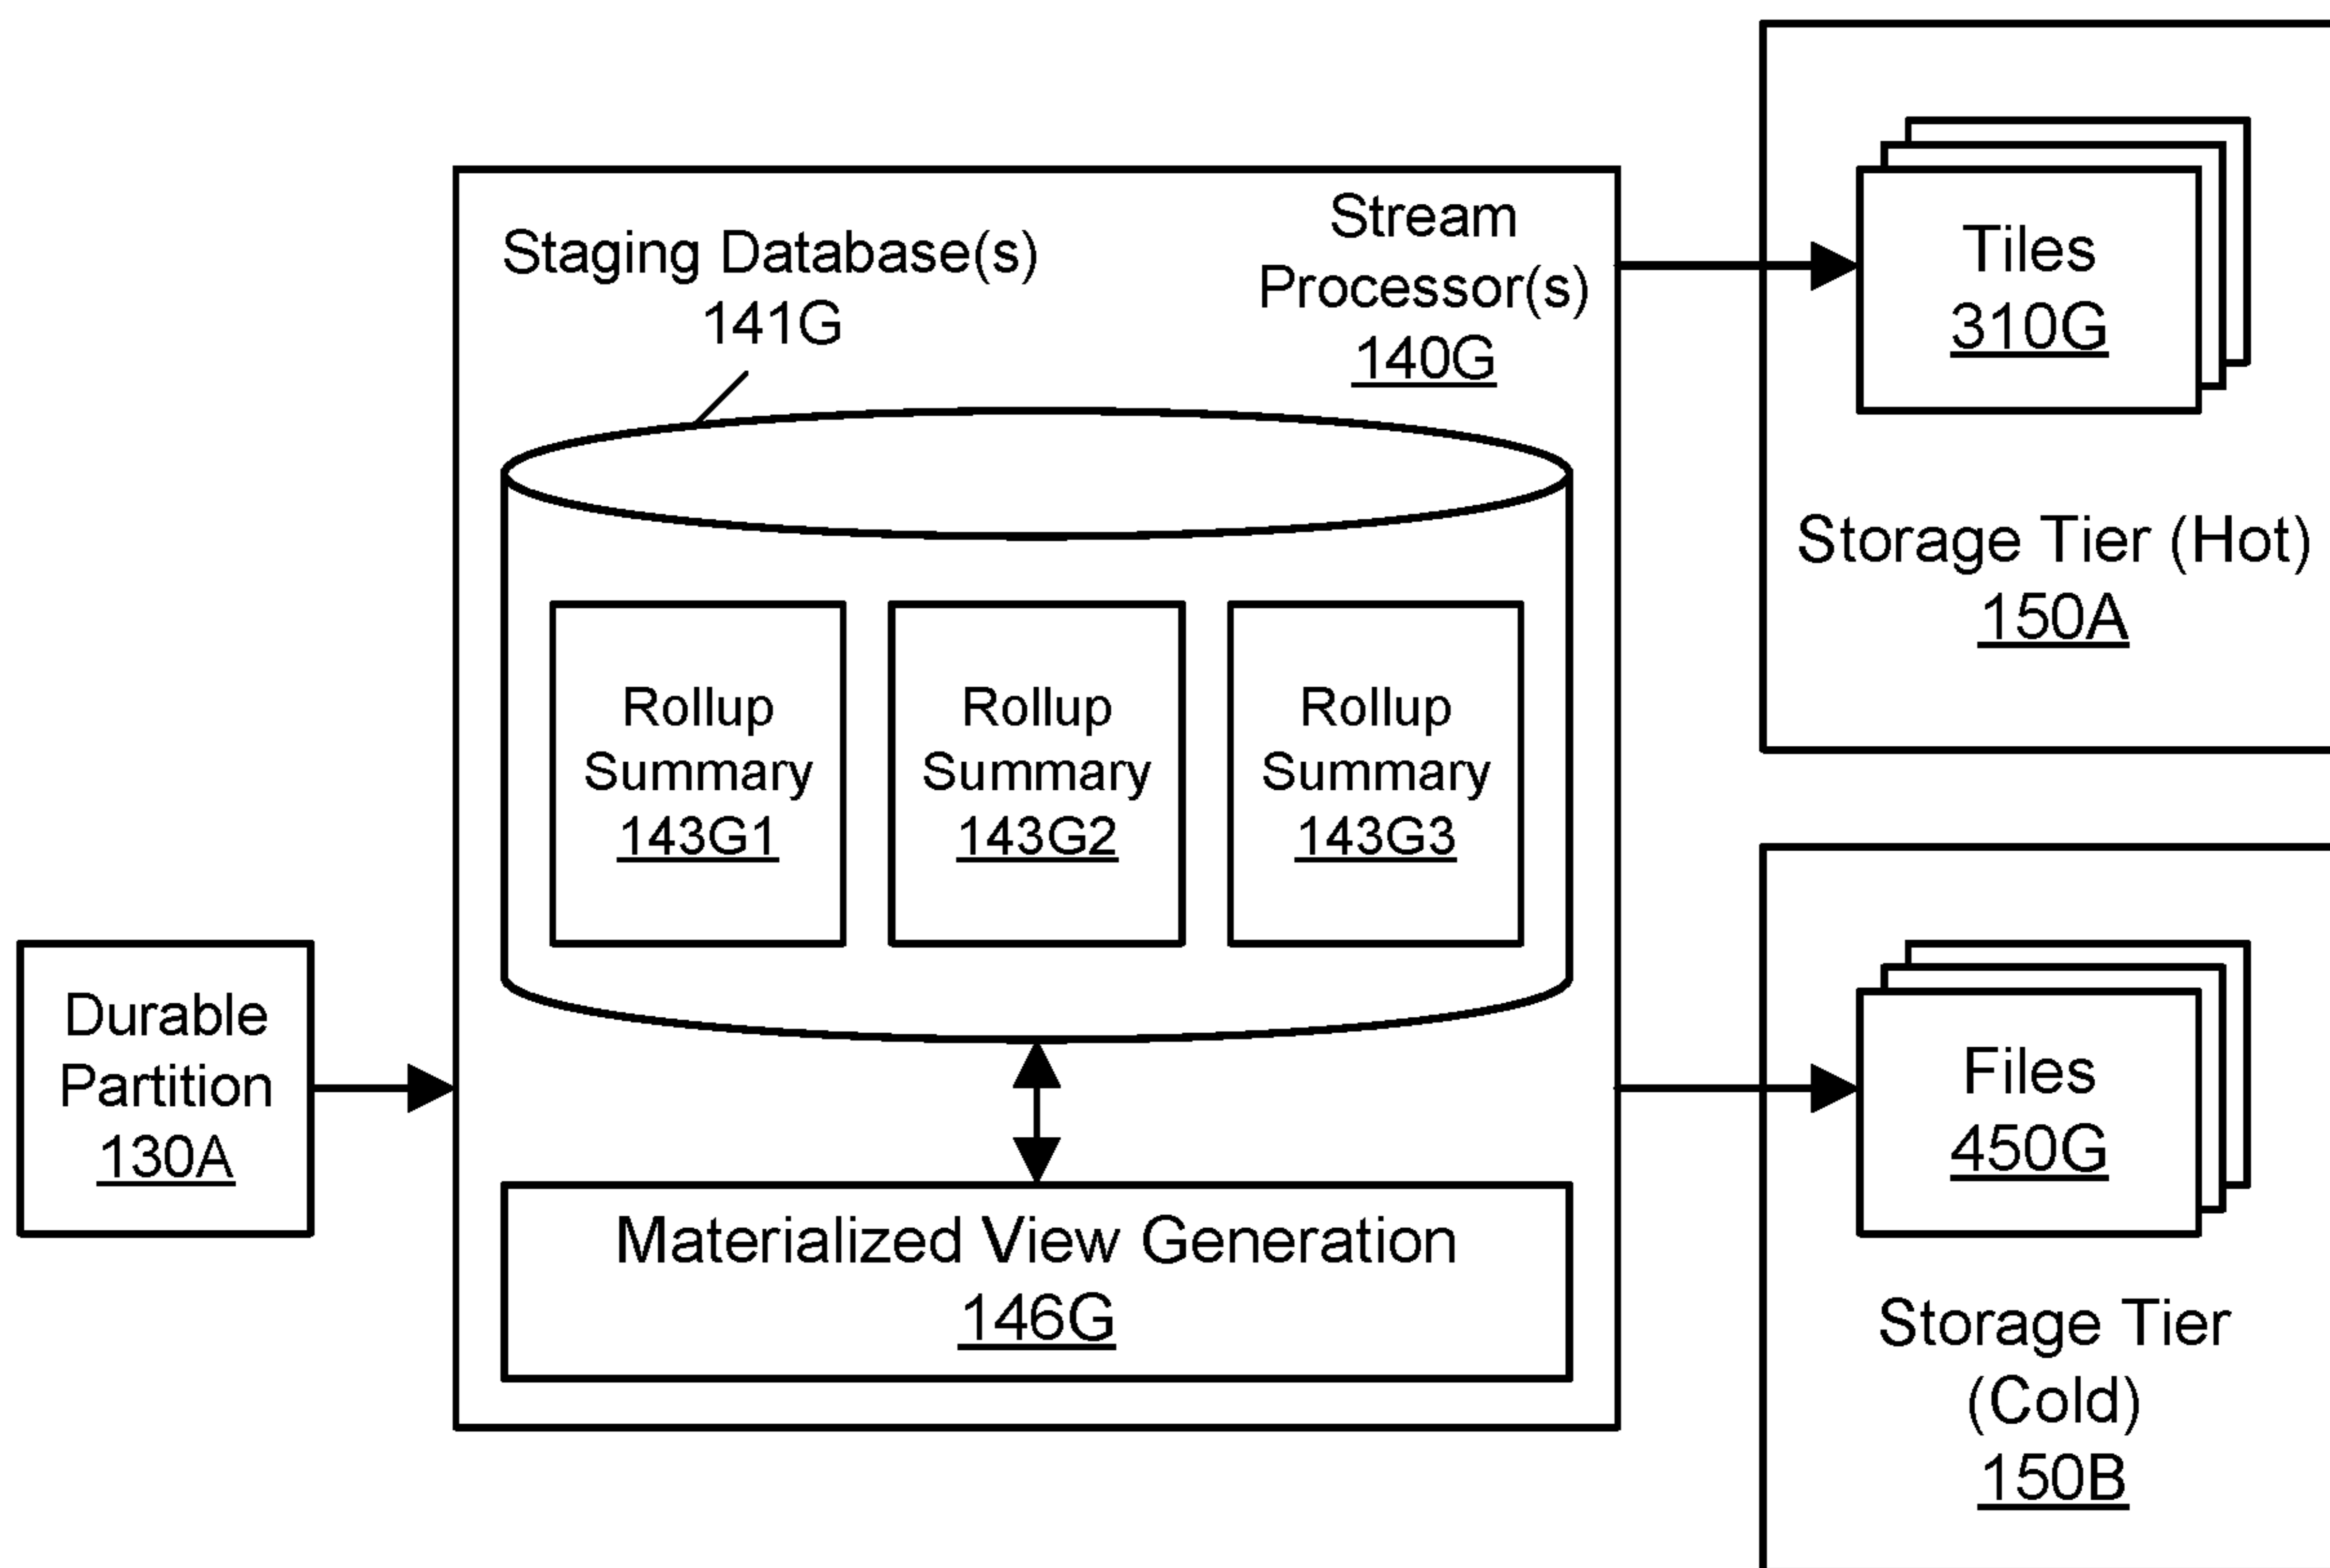 Durable
Partition
130A
Staging Database(s)
141G
Stream
Processor(s)
140G
Rollup
Summary
143G1
Rollup
Summary
143G2
Rollup
Summary
143G3
Materialized View Generation
146G
Tiles
310G
Storage Tier (Hot)
150A
Files
450G
Storage Tier
(Cold)
150B